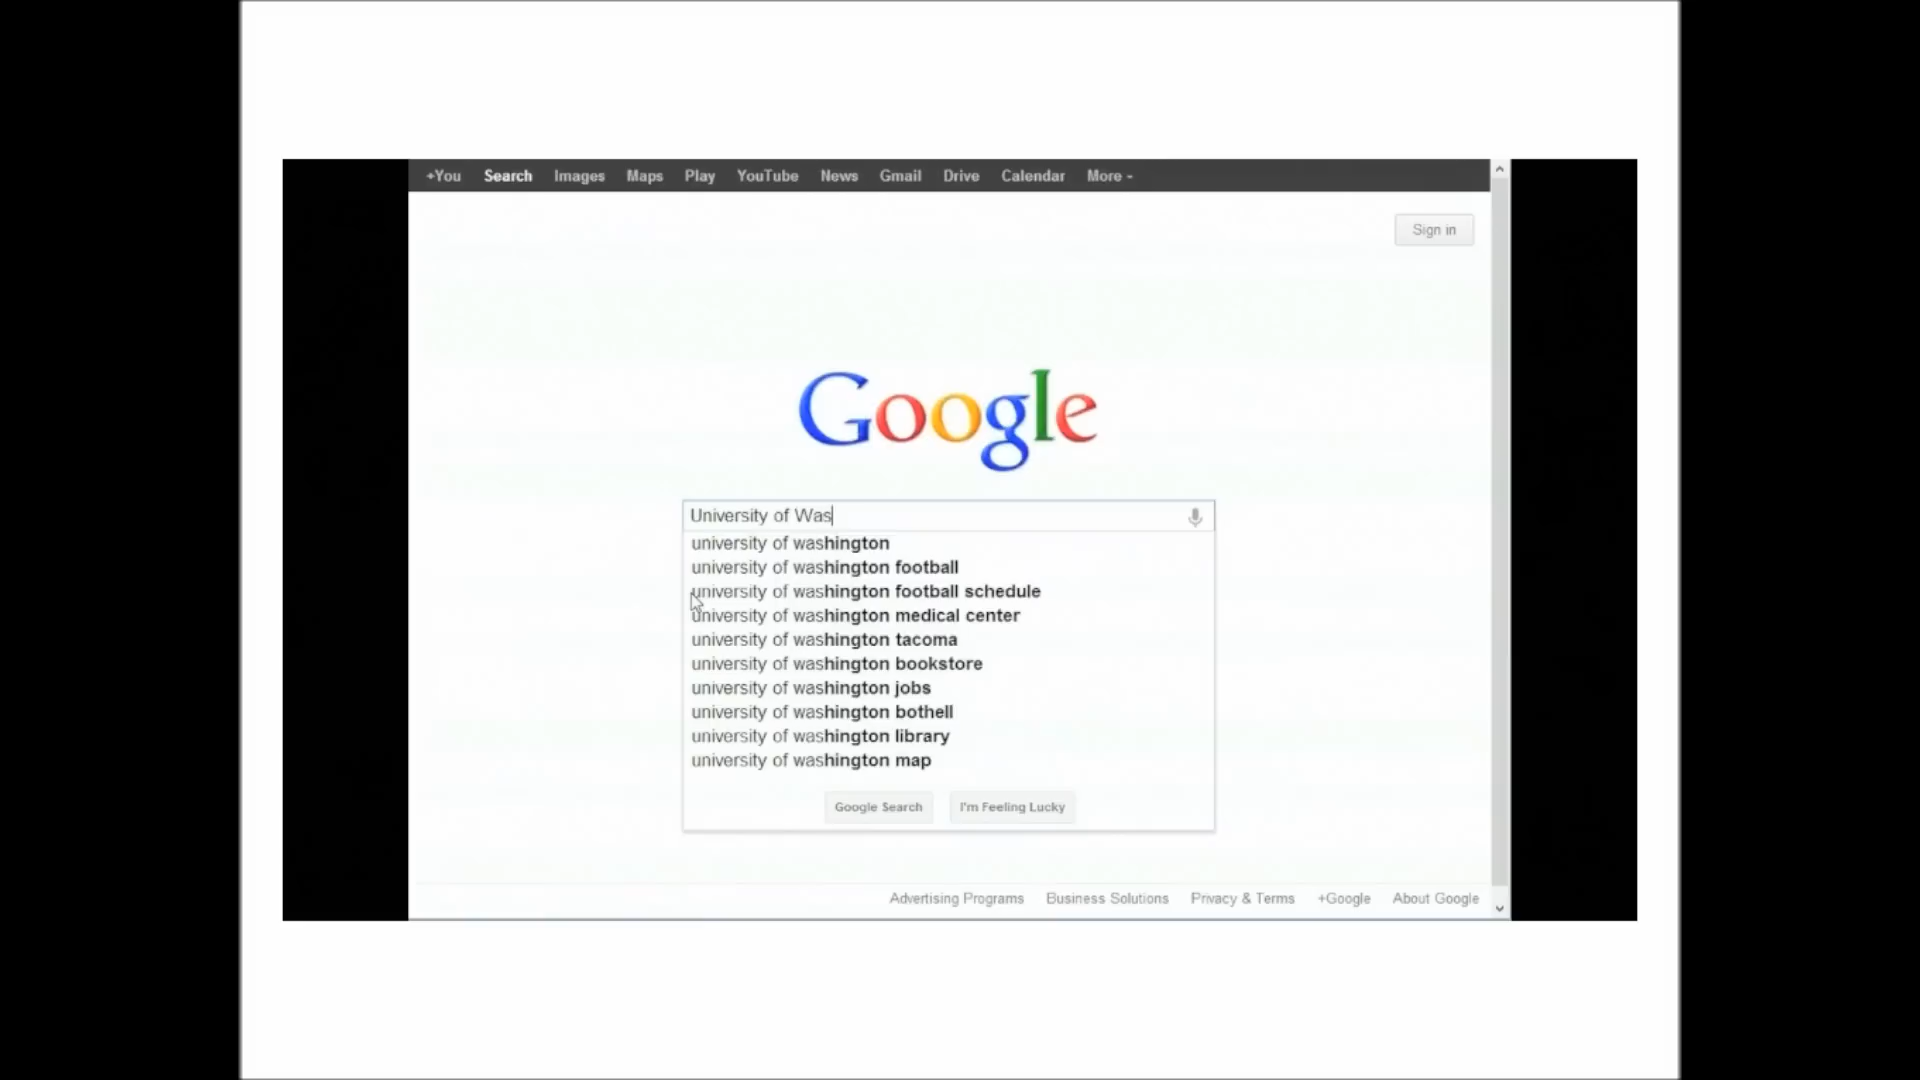 +You Search Images Maps Play YouTube News Gmail Drive Calendar More
Sign in
Google
University of Was
university of washington
university of washington football
university of washington football schedule
university of washington medical center
university of washington tacoma
university of washington bookstore
university of washington jobs
university of washington bothell
university of washington library
university of washington map
Google Search I'm Feeling Lucky
Advertising Programs Business Solutions Privacy & Terms +Google About Google